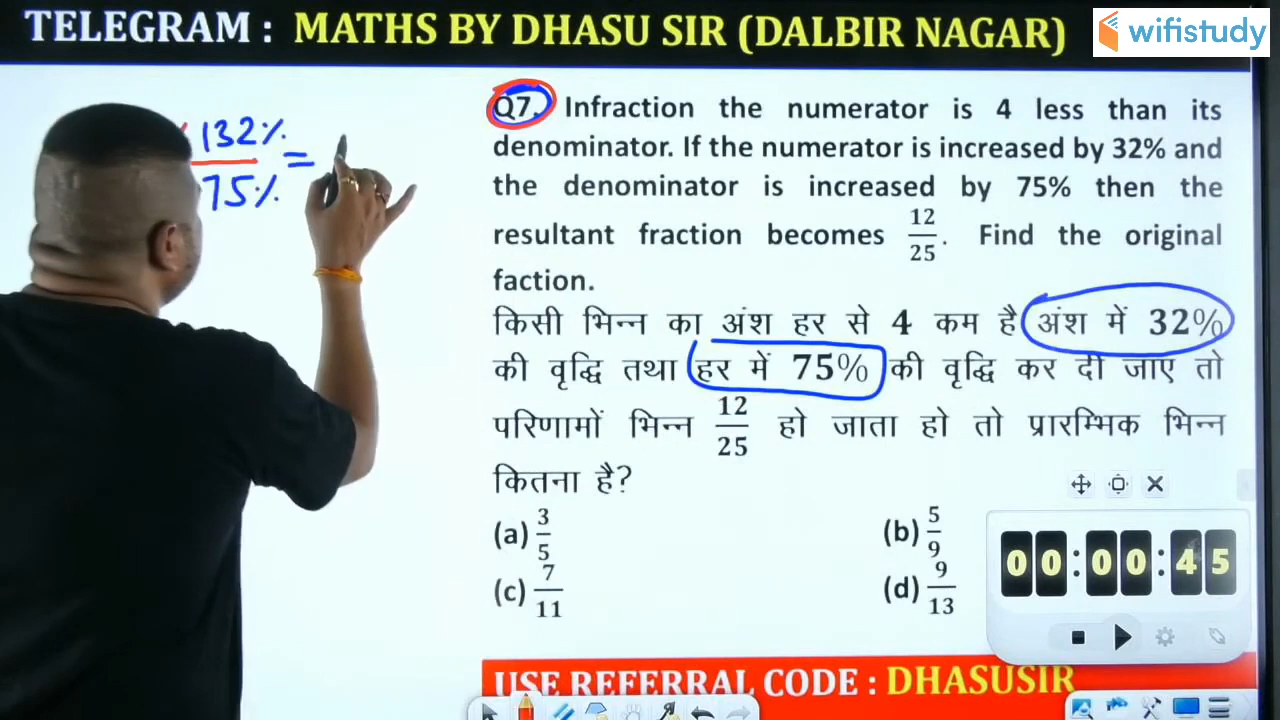 TELEGRAM : MATHS BY DHASU SIR (DALBIR NAGAR)
wifistudy
132%
75%
=
Q7. Infraction the numerator is 4 less than its
denominator. If the numerator is increased by 32% and
the denominator is increased by 75% then the
resultant fraction becomes 12/25. Find the original
faction.
किसी भिन्न का अंश हर से 4 कम है अंश में 32%
की वृद्धि तथा हर में 75% की वृद्धि कर दी जाए तो
परिणामों भिन्न 12/25 हो जाता हो तो प्रारम्भिक भिन्न
कितना है?
(a) 3/5 (b) 5/9
(c) 7/11 (d) 9/13
00:00:45
USE REFERRAL CODE : DHASUSIR